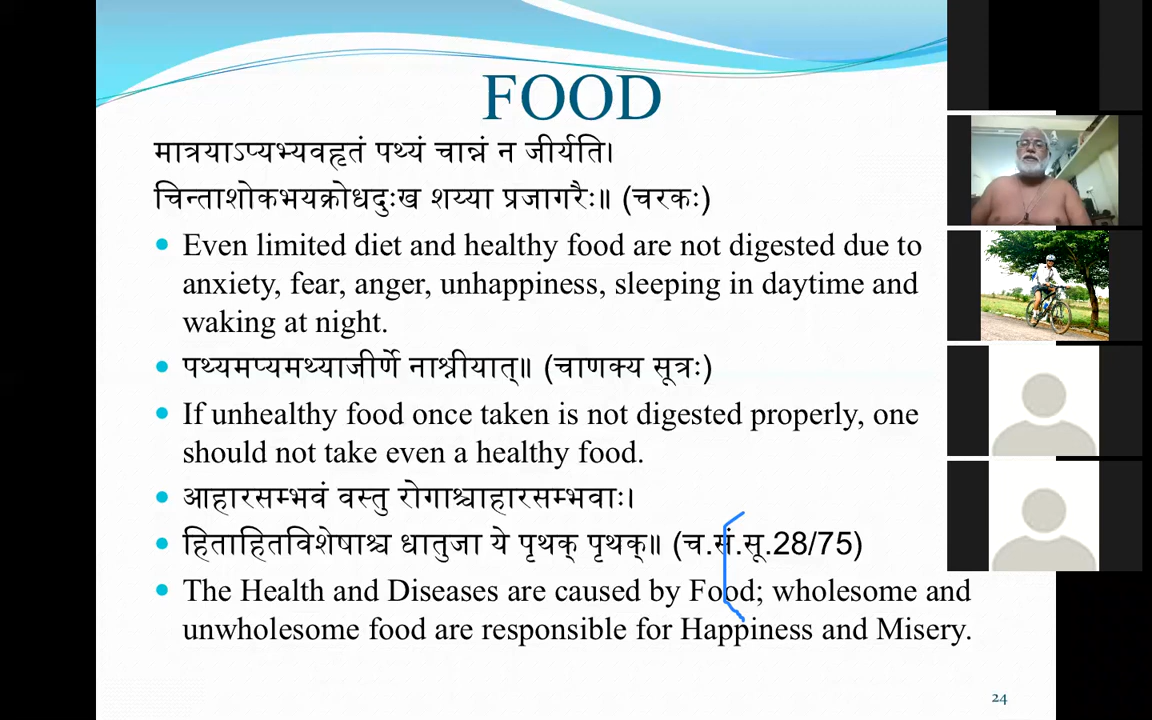 FOOD
मात्रयाऽप्यभ्यवहृतं पथ्यं चान्नं न जीर्यति।
चिन्ताशोकभयक्रोधदुःख शय्या प्रजागरैः॥ (चरकः)
Even limited diet and healthy food are not digested due to
anxiety, fear, anger, unhappiness, sleeping in daytime and
waking at night.
पथ्यमप्यमथ्याजीर्णे नाश्नीयात्॥ (चाणक्य सूत्रः)
If unhealthy food once taken is not digested properly, one
should not take even a healthy food.
आहारसम्भवं वस्तु रोगाश्चाहारसम्भवाः।
हिताहितविशेषाश्च धातुजा ये पृथक् पृथक्॥ (च.सं.सू.28/75)
The Health and Diseases are caused by Food; wholesome and
unwholesome food are responsible for Happiness and Misery.
24